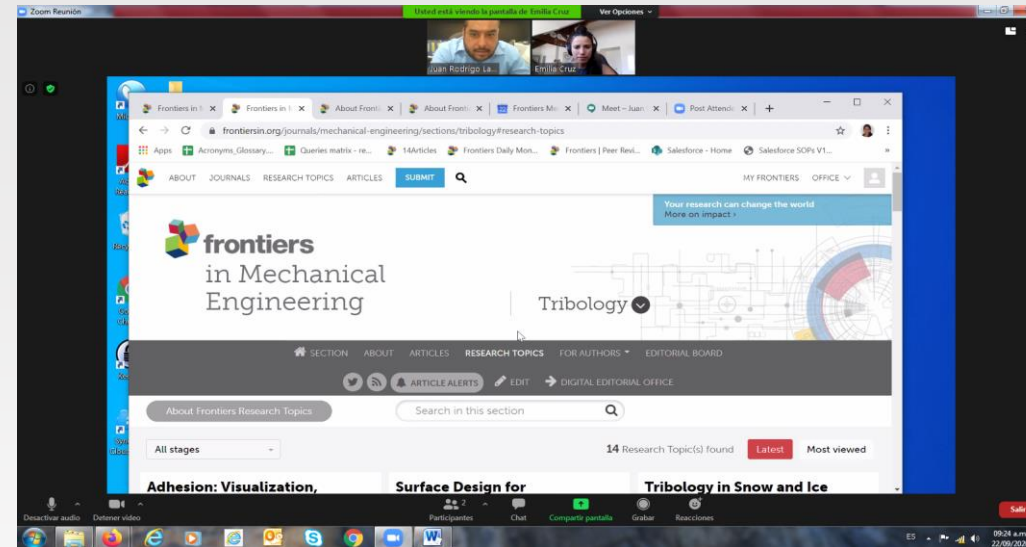 Zoom Reunión
Usted está viendo la pantalla de Emilia Cruz
Ver Opciones
Juan Rodrigo La...
Emilia Cruz
Frontiers in
About Fronti
About Frontie
Frontiers Me
Meet – Juan
Post Attende
frontiersin.org/journals/mechanical-engineering/sections/tribology#research-topics
Apps
Acronyms_Glossary,...
Queries matrix - re...
14Articles
Frontiers Daily Mon...
Frontiers | Peer Revi...
Salesforce - Home
Salesforce SOPs V1...
ABOUT JOURNALS RESEARCH TOPICS ARTICLES SUBMIT
MY FRONTIERS OFFICE
Your research can change the world
More on impact ›
frontiers
in Mechanical
Engineering
Tribology
SECTION ABOUT ARTICLES RESEARCH TOPICS FOR AUTHORS EDITORIAL BOARD
ARTICLE ALERTS EDIT DIGITAL EDITORIAL OFFICE
About Frontiers Research Topics
Search in this section
All stages
14 Research Topic(s) found
Latest
Most viewed
Adhesion: Visualization,
Surface Design for
Tribology in Snow and Ice
Desactivar audio
Detener video
2
Participantes
Chat
Compartir pantalla
Grabar
Reacciones
Salir
ES
09:24 a.m.